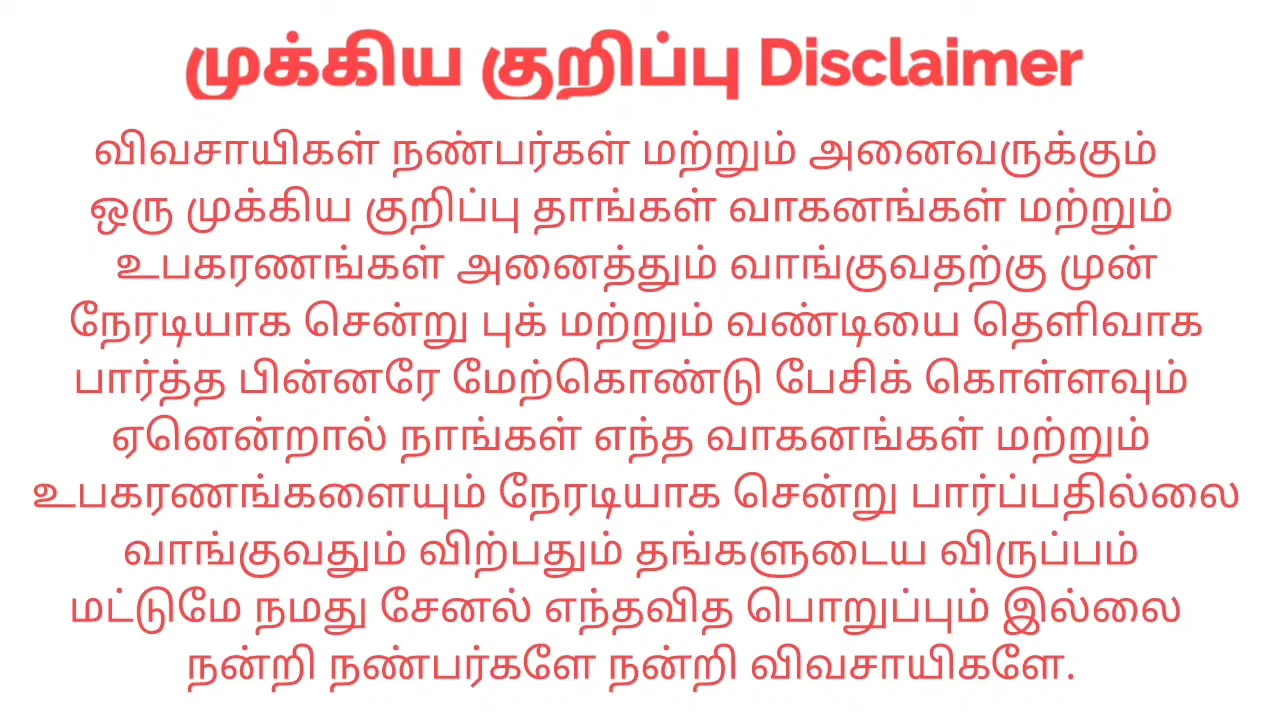 முக்கிய குறிப்பு Disclaimer
விவசாயிகள் நண்பர்கள் மற்றும் அனைவருக்கும்
ஒரு முக்கிய குறிப்பு தாங்கள் வாகனங்கள் மற்றும்
உபகரணங்கள் அனைத்தும் வாங்குவதற்கு முன்
நேரடியாக சென்று புக் மற்றும் வண்டியை தெளிவாக
பார்த்த பின்னரே மேற்கொண்டு பேசிக் கொள்ளவும்
ஏனென்றால் நாங்கள் எந்த வாகனங்கள் மற்றும்
உபகரணங்களையும் நேரடியாக சென்று பார்ப்பதில்லை
வாங்குவதும் விற்பதும் தங்களுடைய விருப்பம்
மட்டுமே நமது சேனல் எந்தவித பொறுப்பும் இல்லை
நன்றி நண்பர்களே நன்றி விவசாயிகளே.